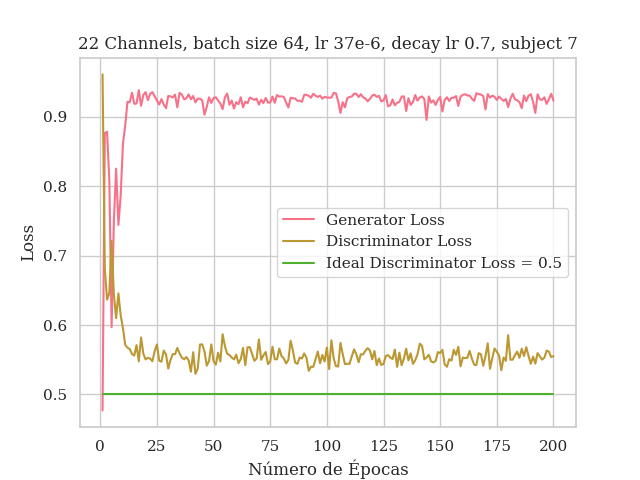 22 Channels, batch size 64, lr 37e-6, decay lr 0.7, subject 7
Loss
0.9
0.8
0.7
0.6
0.5
Generator Loss
Discriminator Loss
Ideal Discriminator Loss = 0.5
0 25 50 75 100 125 150 175 200
Número de Épocas